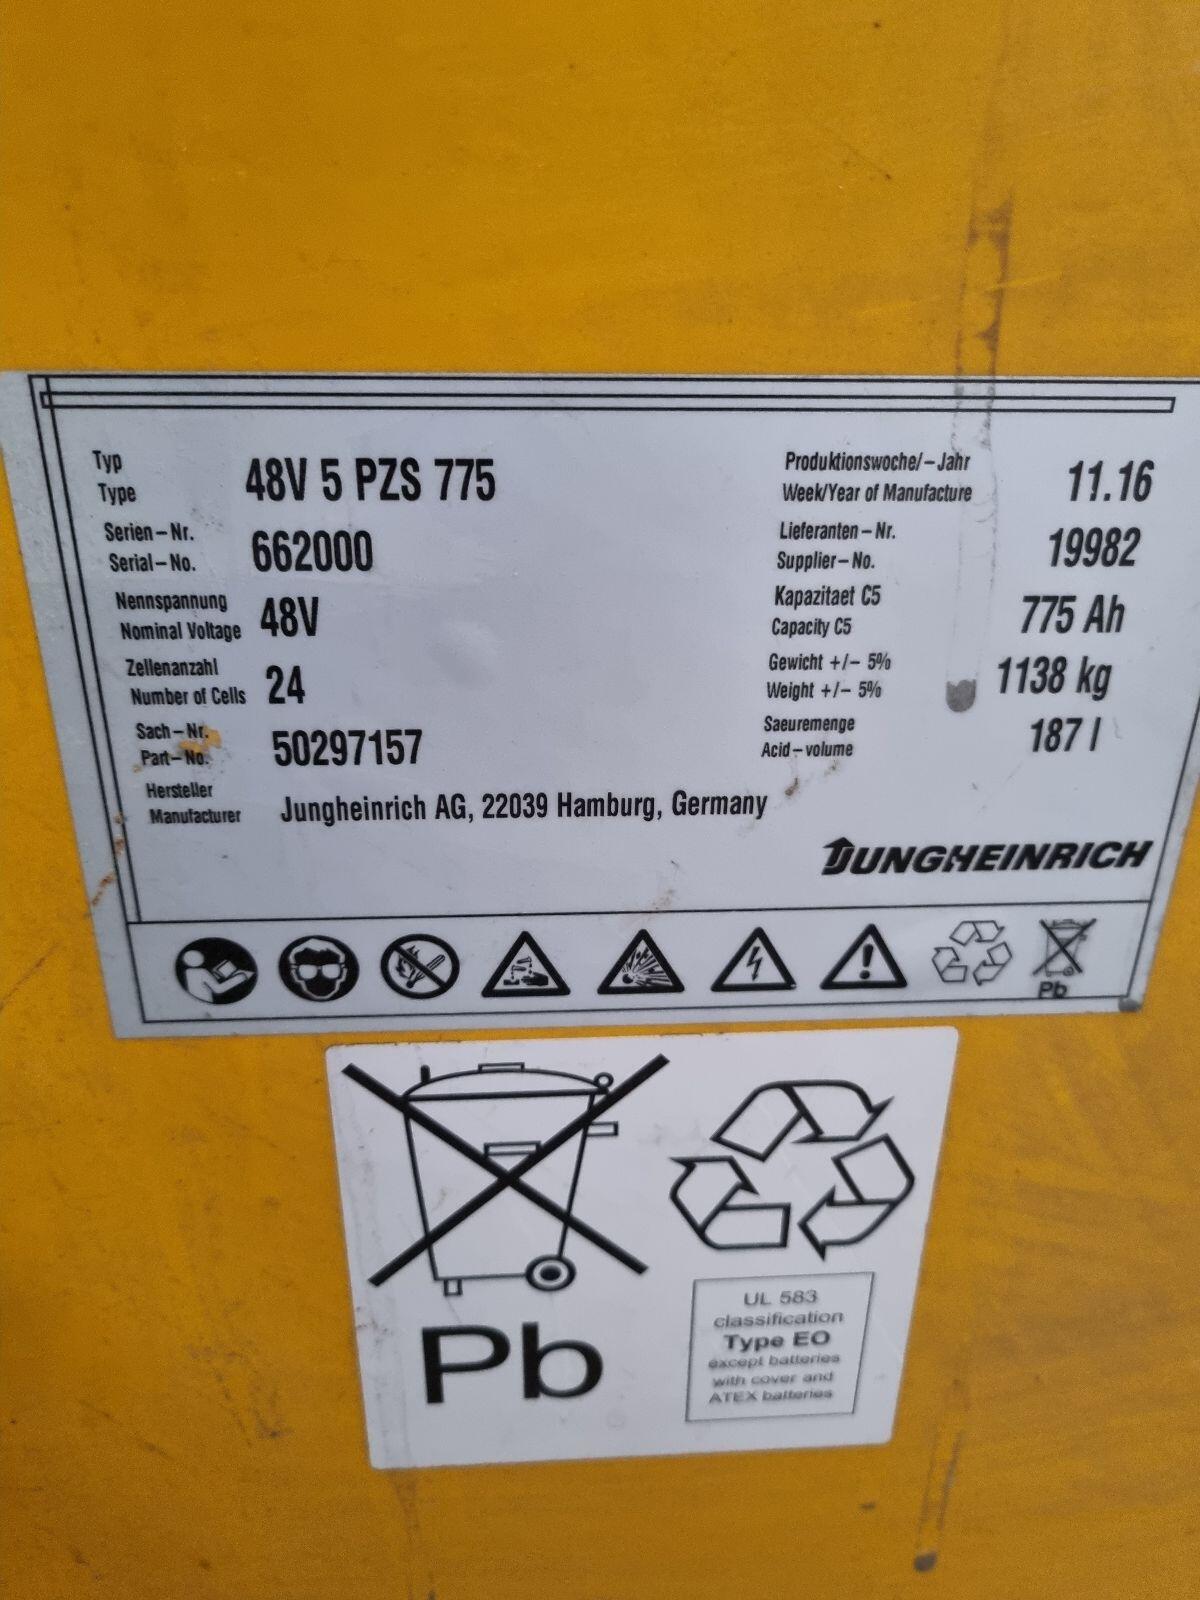 Typ
Type 48V 5 PZS 775
Serien-Nr.
Serial-No. 662000
Nennspannung
Nominal Voltage 48V
Zellenanzahl
Number of Cells 24
Sach-Nr.
Part-No. 50297157
Hersteller
Manufacturer Jungheinrich AG, 22039 Hamburg, Germany
Produktionswoche/-Jahr
Week/Year of Manufacture 11.16
Lieferanten-Nr.
Supplier-No. 19982
Kapazitaet C5
Capacity C5 775 Ah
Gewicht +/- 5%
Weight +/- 5% 1138 kg
Saeuremenge
Acid-volume 187 l
JUNGHEINRICH
Pb
Pb
UL 583
classification
Type EO
except batteries
with cover and
ATEX batteries